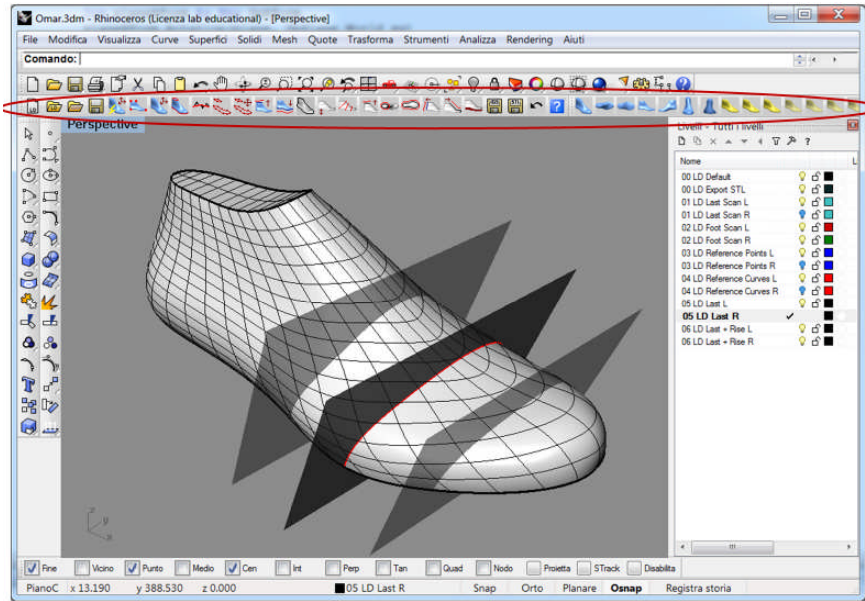 Omar.3dm - Rhinoceros (Licenza lab educational) - [Perspective]
File Modifica Visualizza Curve Superfici Solidi Mesh Quote Trasforma Strumenti Analizza Rendering Aiuti
Comando:
Perspective
Livelli - Tutti i livelli
Nome L
00 LD Default
00 LD Export STL
01 LD Last Scan L
01 LD Last Scan R
02 LD Foot Scan L
02 LD Foot Scan R
03 LD Reference Points L
03 LD Reference Points R
04 LD Reference Curves L
04 LD Reference Curves R
05 LD Last L
05 LD Last R
06 LD Last + Rise L
06 LD Last + Rise R
z
y
x
Fine Vicino Punto Medio Cen Int Perp Tan Quad Nodo Proietta STrack Disabilita
PianoC x 13.190 y 388.530 z 0.000 05 LD Last R Snap Orto Planare Osnap Registra storia